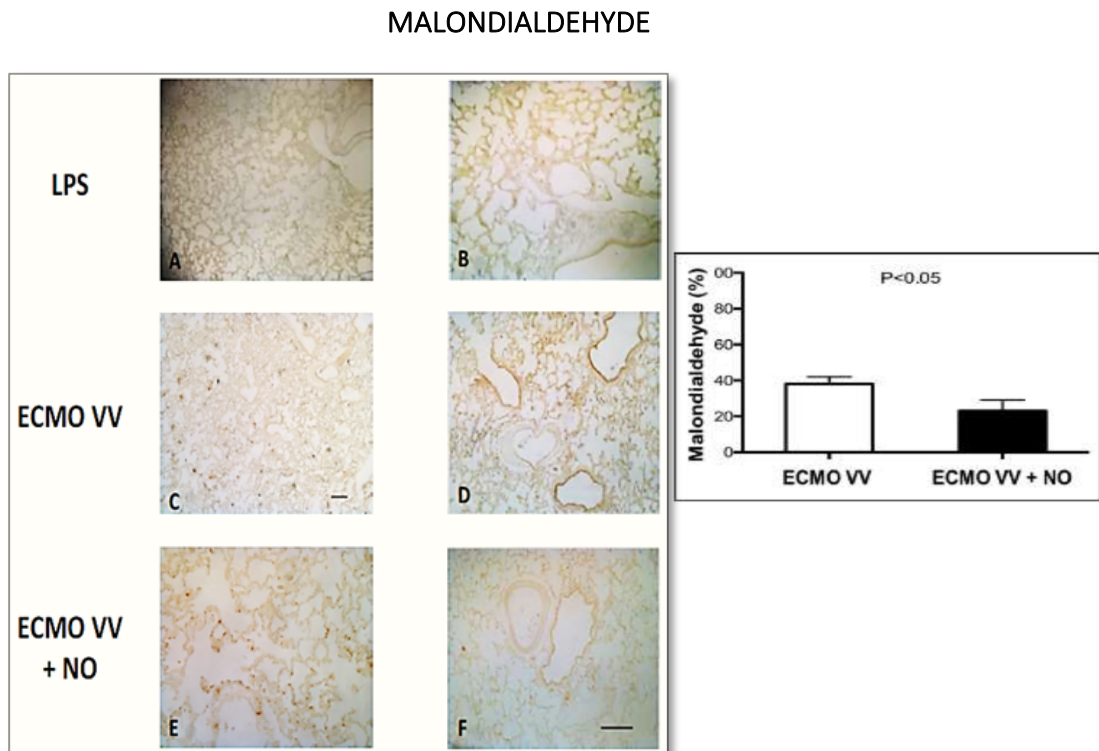 MALONDIALDEHYDE
LPS
A
B
ECMO VV
C
D
ECMO VV
+ NO
E
F
Malondialdehyde (%)
P<0.05
00
80
60
40
20
0
ECMO VV
ECMO VV + NO